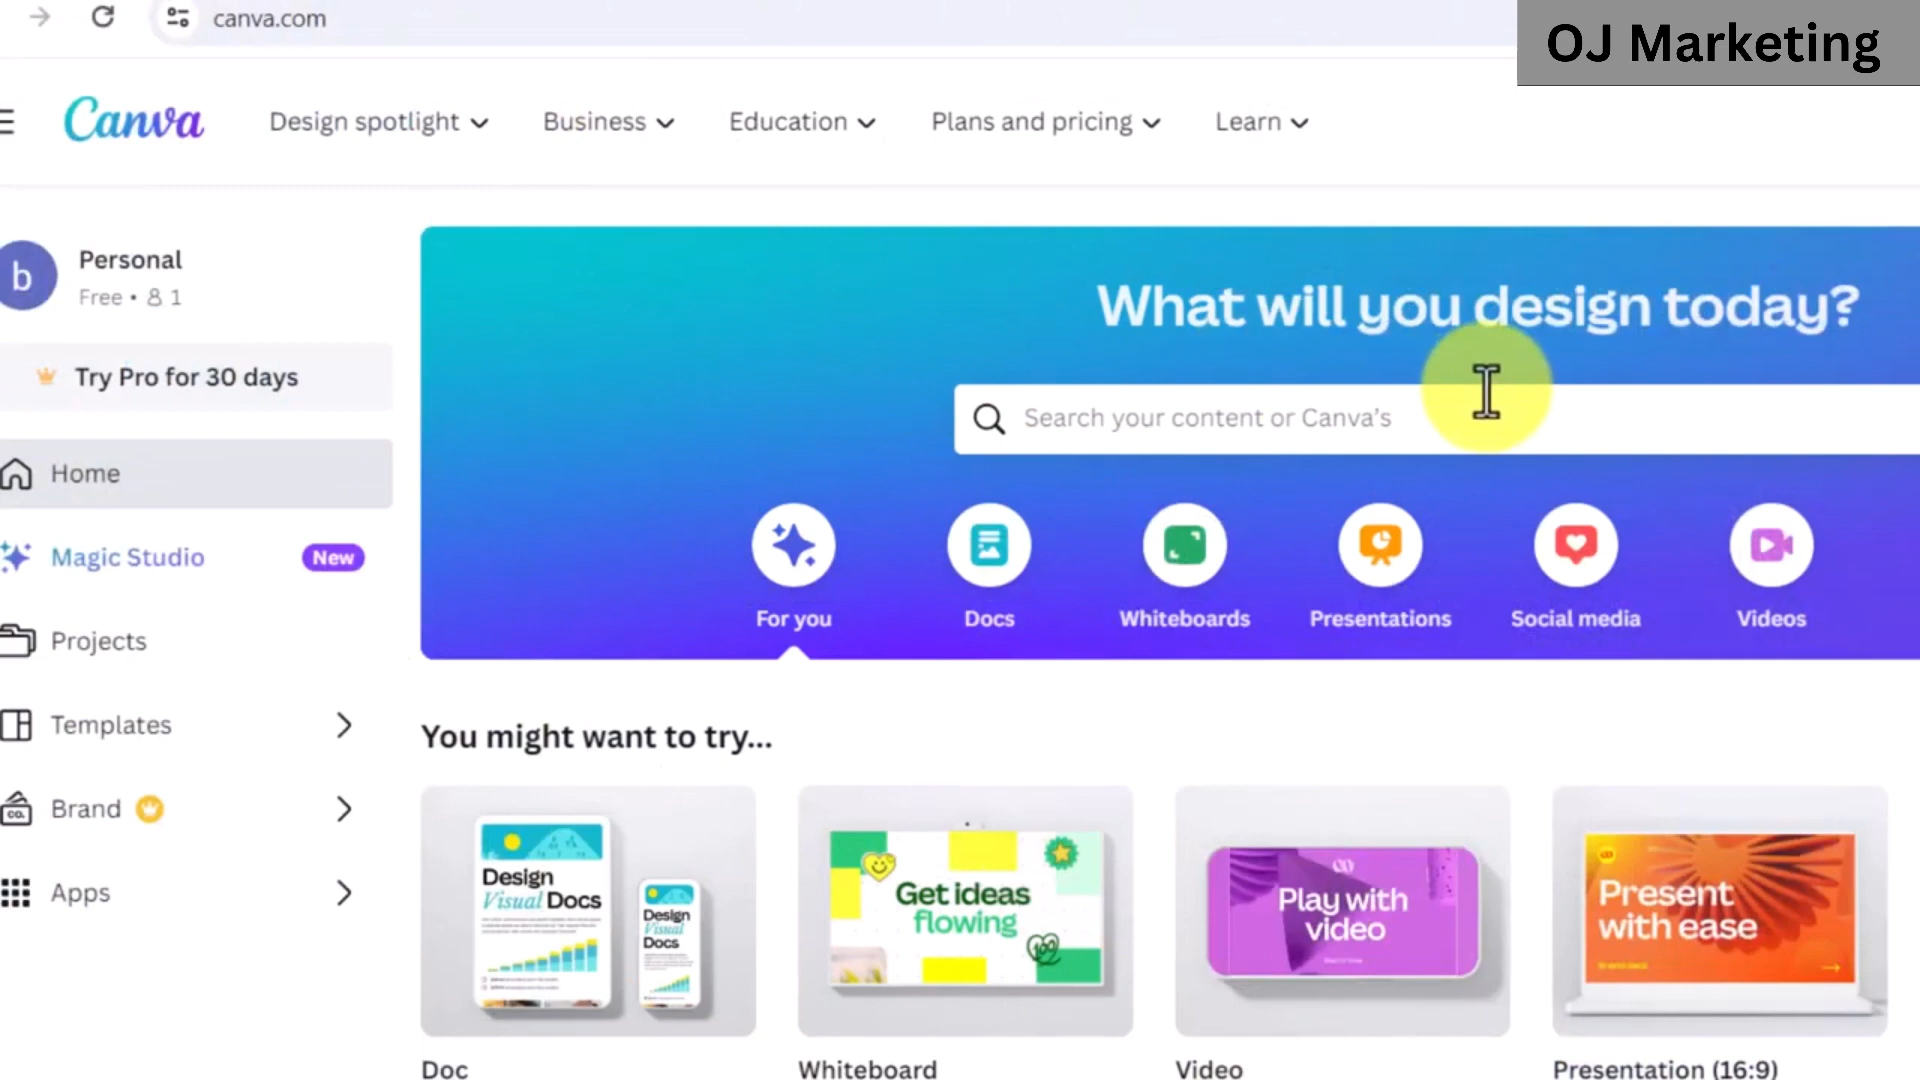 canva.com
OJ Marketing
Canva
Design spotlight
Business
Education
Plans and pricing
Learn
b
Personal
Free • 1
Try Pro for 30 days
Home
Magic Studio
New
Projects
Templates
CO.
Brand
Apps
What will you design today?
Search your content or Canva's
For you
Docs
Whiteboards
Presentations
Social media
Videos
You might want to try...
Design
Visual Docs
Design
Visual
Docs
Get ideas
flowing
100
Play with
video
Present
with ease
Doc
Whiteboard
Video
Presentation (16:9)